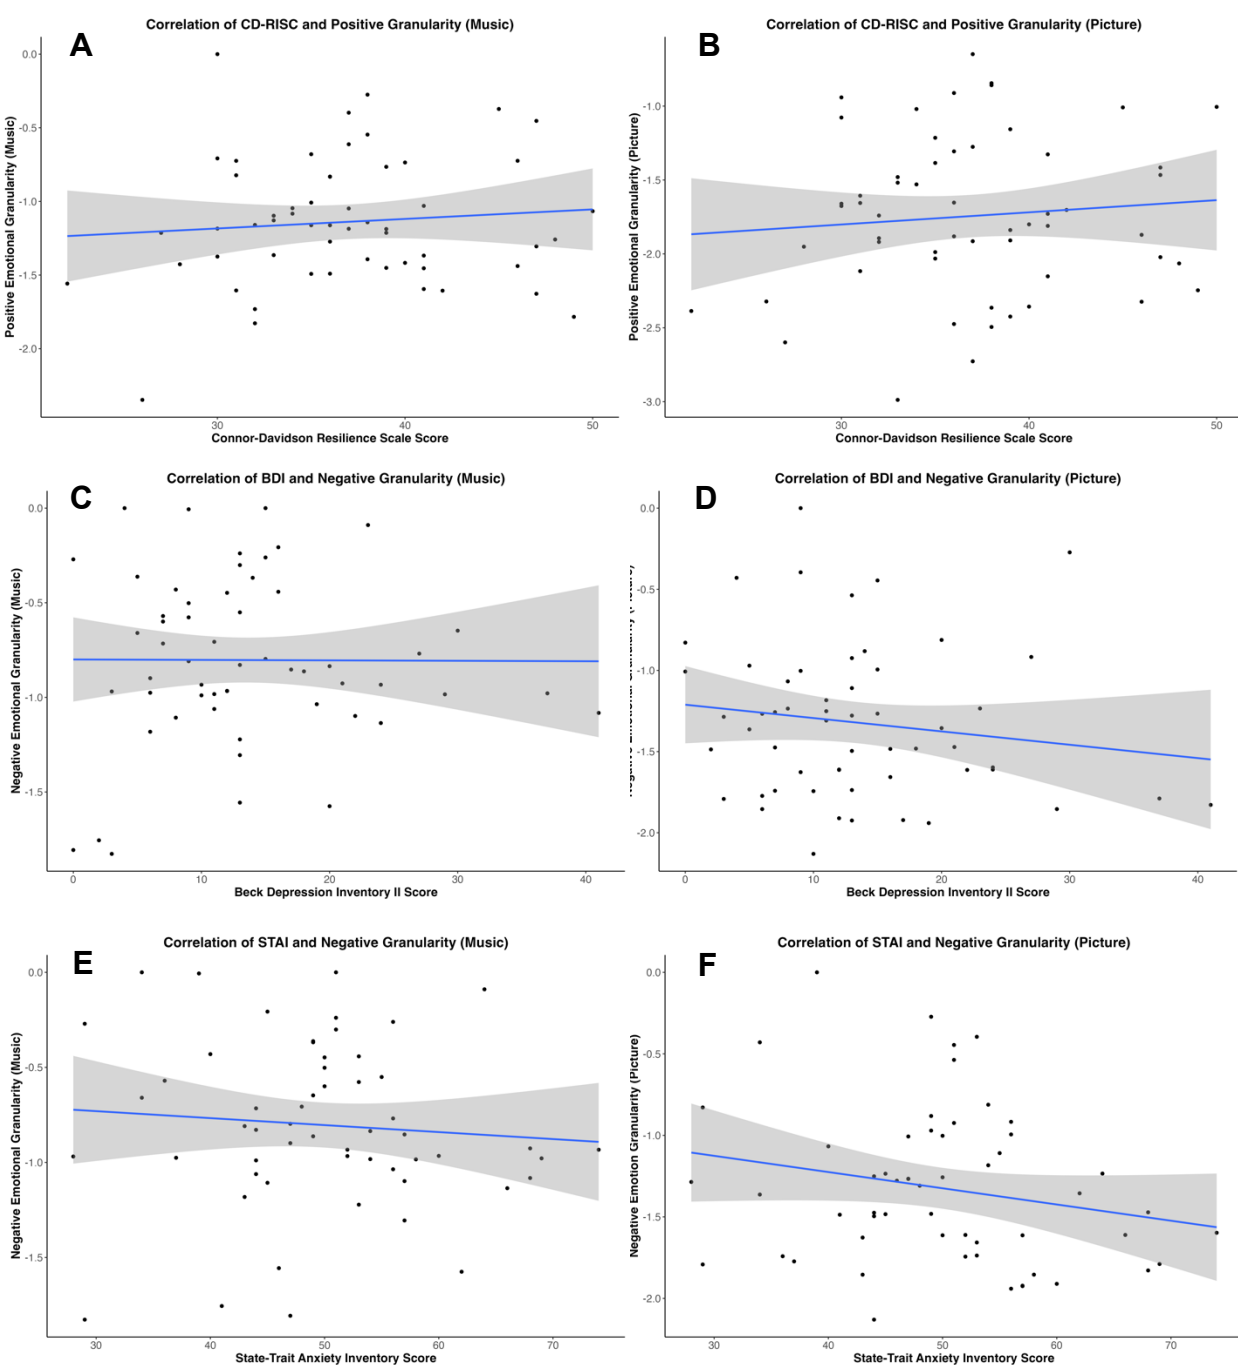 Correlation of CD-RISC and Positive Granularity (Music)
A
Positive Emotional Granularity (Music)
0.0
-0.5
-1.0
-1.5
-2.0
30
40
50
Connor-Davidson Resilience Scale Score
Correlation of CD-RISC and Positive Granularity (Picture)
B
Positive Emotional Granularity (Picture)
-1.0
-1.5
-2.0
-2.5
-3.0
30
40
50
Connor-Davidson Resilience Scale Score
Correlation of BDI and Negative Granularity (Music)
C
Negative Emotional Granularity (Music)
0.0
-0.5
-1.0
-1.5
0
10
20
30
40
Beck Depression Inventory II Score
Correlation of BDI and Negative Granularity (Picture)
D
Negative Emotional Granularity (Picture)
0.0
-0.5
-1.0
-1.5
-2.0
0
10
20
30
40
Beck Depression Inventory II Score
Correlation of STAI and Negative Granularity (Music)
E
Negative Emotional Granularity (Music)
0.0
-0.5
-1.0
-1.5
30
40
50
60
70
State-Trait Anxiety Inventory Score
Correlation of STAI and Negative Granularity (Picture)
F
Negative Emotion Granularity (Picture)
0.0
-0.5
-1.0
-1.5
-2.0
30
40
50
60
70
State-Trait Anxiety Inventory Score